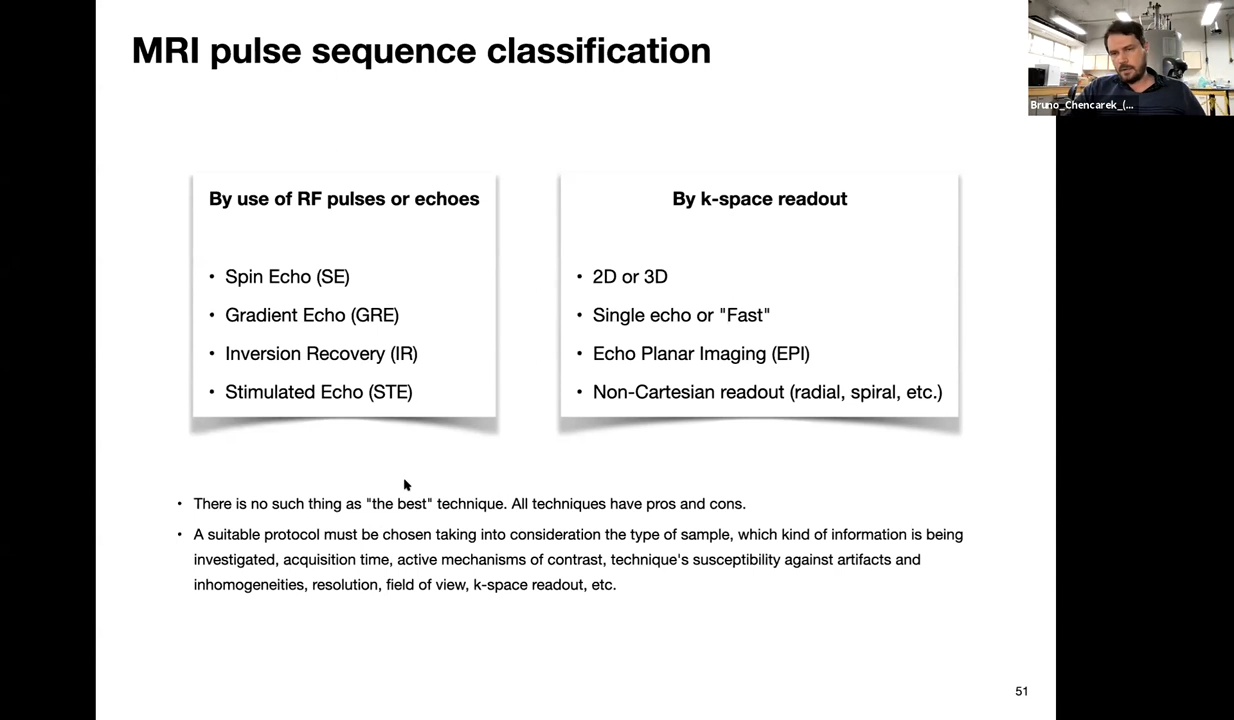 MRI pulse sequence classification
Bruno_Chencarek_(...
By use of RF pulses or echoes
• Spin Echo (SE)
• Gradient Echo (GRE)
• Inversion Recovery (IR)
• Stimulated Echo (STE)
By k-space readout
• 2D or 3D
• Single echo or "Fast"
• Echo Planar Imaging (EPI)
• Non-Cartesian readout (radial, spiral, etc.)
• There is no such thing as "the best" technique. All techniques have pros and cons.
• A suitable protocol must be chosen taking into consideration the type of sample, which kind of information is being
investigated, acquisition time, active mechanisms of contrast, technique's susceptibility against artifacts and
inhomogeneities, resolution, field of view, k-space readout, etc.
51